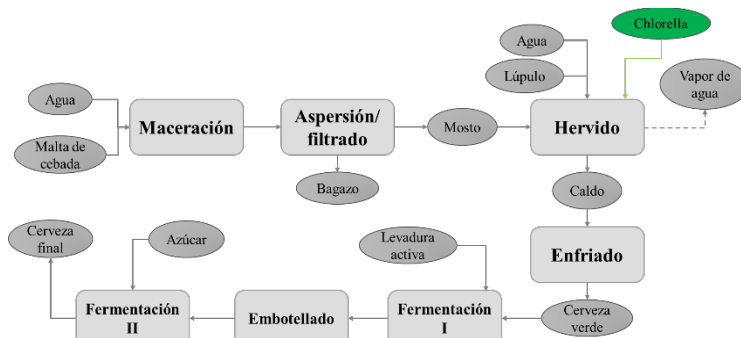 Chlorella
Agua
Lúpulo
Vapor de
agua
Agua
Malta de
cebada
Maceración
Aspersión/
filtrado
Mosto
Hervido
Bagazo
Caldo
Enfriado
Cerveza
verde
Levadura
activa
Fermentación
I
Embotellado
Azúcar
Fermentación
II
Cerveza
final